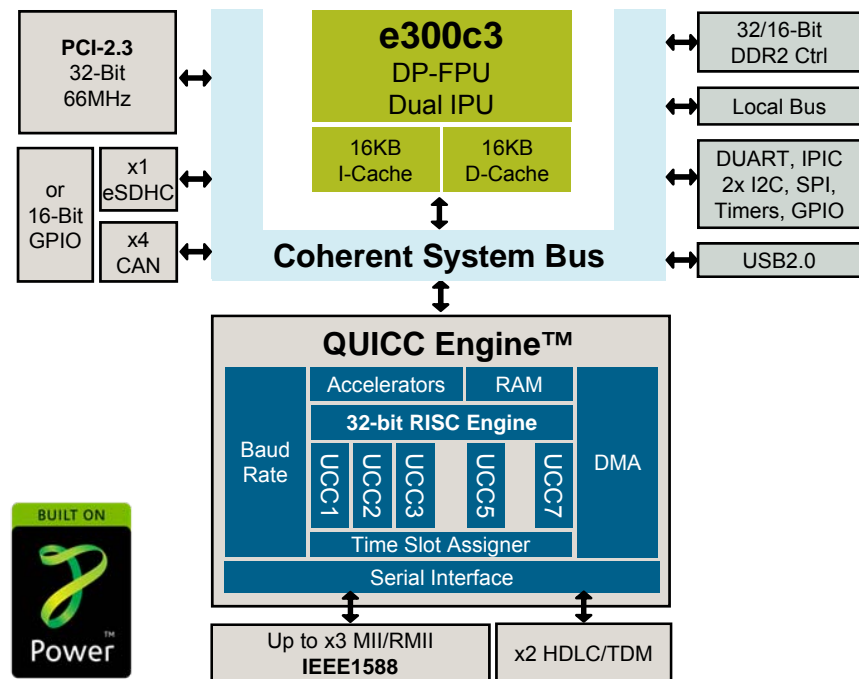 PCI-2.3
32-Bit
66MHz
or
16-Bit
GPIO
x1
eSDHC
x4
CAN
e300c3
DP-FPU
Dual IPU
16KB
I-Cache
16KB
D-Cache
Coherent System Bus
32/16-Bit
DDR2 Ctrl
Local Bus
DUART, IPIC
2x I2C, SPI,
Timers, GPIO
USB2.0
QUICC Engine™
Accelerators
RAM
32-bit RISC Engine
Baud
Rate
UCC1
UCC2
UCC3
UCC5
UCC7
DMA
Time Slot Assigner
Serial Interface
Up to x3 MII/RMII
IEEE1588
x2 HDLC/TDM
BUILT ON
Power™